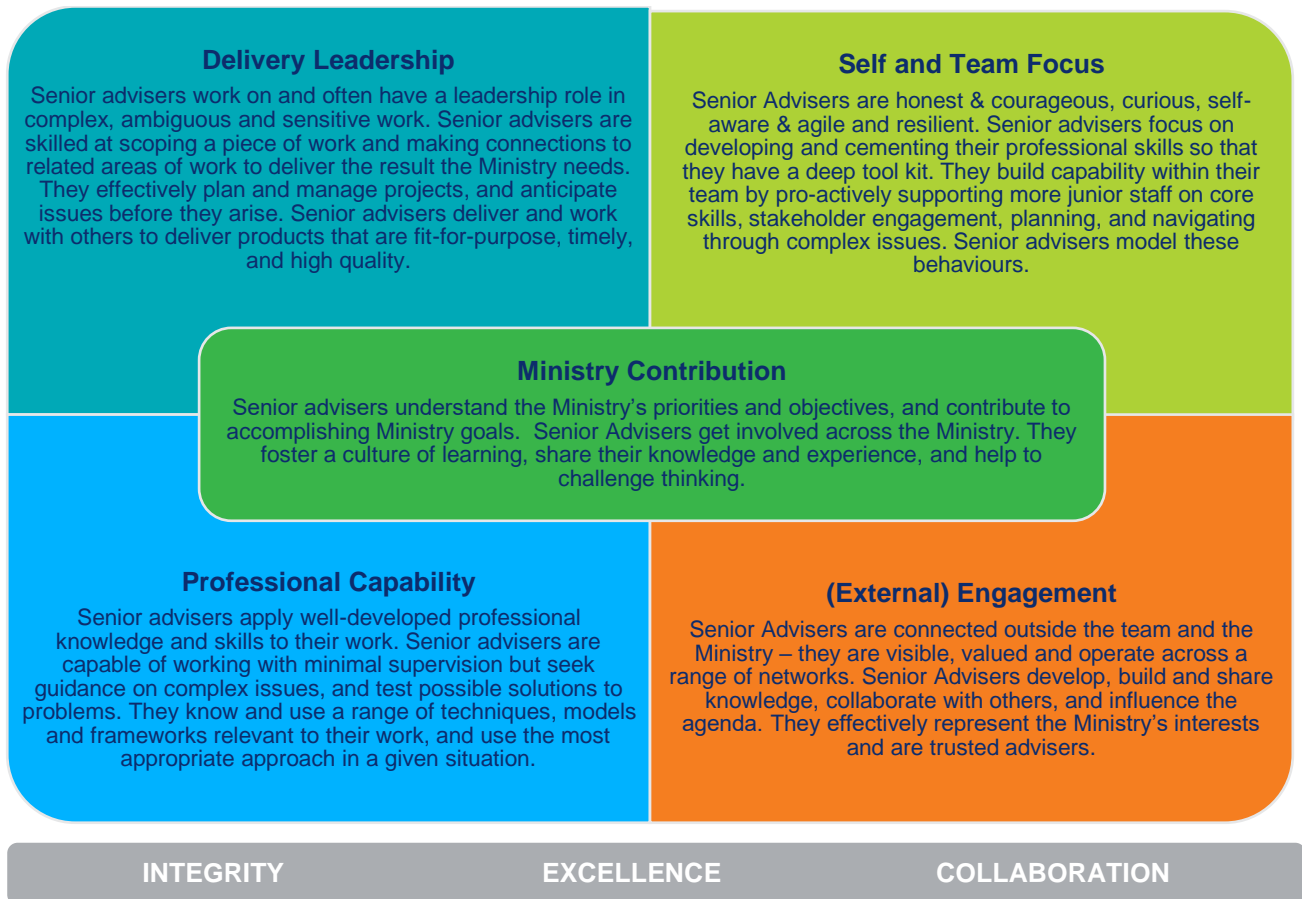 Delivery Leadership
Senior advisers work on and often have a leadership role in
complex, ambiguous and sensitive work. Senior advisers are
skilled at scoping a piece of work and making connections to
related areas of work to deliver the result the Ministry needs.
They effectively plan and manage projects, and anticipate
issues before they arise. Senior advisers deliver and work
with others to deliver products that are fit-for-purpose, timely,
and high quality.
Self and Team Focus
Senior Advisers are honest & courageous, curious, self-
aware & agile and resilient. Senior advisers focus on
developing and cementing their professional skills so that
they have a deep tool kit. They build capability within their
team by pro-actively supporting more junior staff on core
skills, stakeholder engagement, planning, and navigating
through complex issues. Senior advisers model these
behaviours.
Ministry Contribution
Senior advisers understand the Ministry's priorities and objectives, and contribute to
accomplishing Ministry goals.  Senior Advisers get involved across the Ministry. They
foster a culture of learning, share their knowledge and experience, and help to
challenge thinking.
Professional Capability
Senior advisers apply well-developed professional
knowledge and skills to their work. Senior advisers are
capable of working with minimal supervision but seek
guidance on complex issues, and test possible solutions to
problems. They know and use a range of techniques, models
and frameworks relevant to their work, and use the most
appropriate approach in a given situation.
(External) Engagement
Senior Advisers are connected outside the team and the
Ministry – they are visible, valued and operate across a
range of networks. Senior Advisers develop, build and share
knowledge, collaborate with others, and influence the
agenda. They effectively represent the Ministry's interests
and are trusted advisers.
INTEGRITY EXCELLENCE COLLABORATION